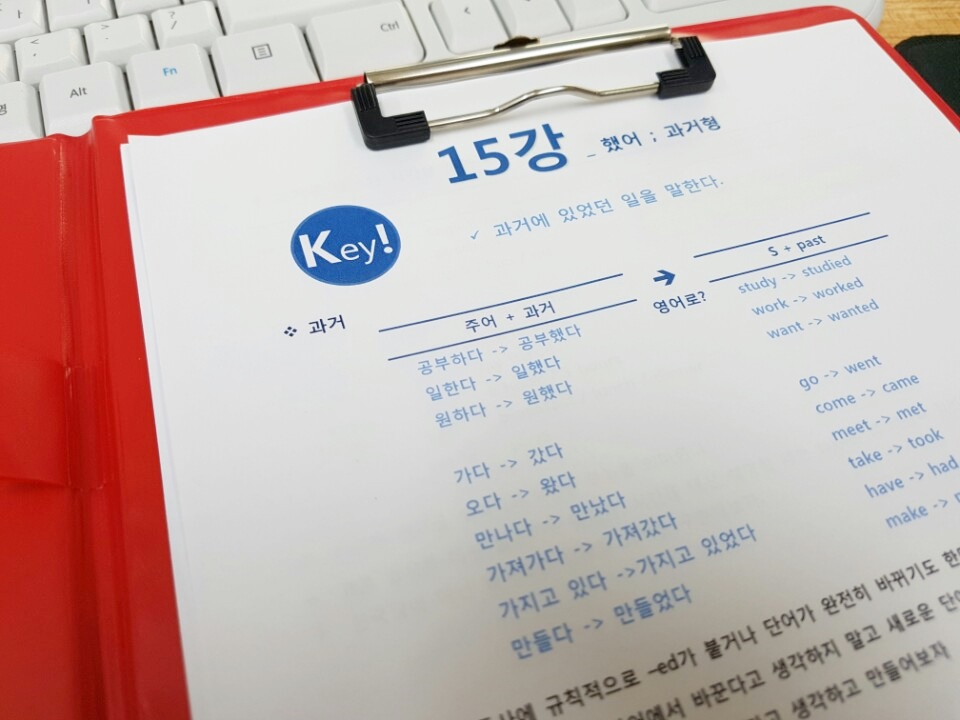 Ctrl
Fn
Alt
15강 _ 했어 ; 과거형
Key!
✓ 과거에 있었던 일을 말한다.
❖ 과거
주어 + 과거
➔
영어로?
S + past
공부하다 -> 공부했다
일한다 -> 일했다
원하다 -> 원했다
가다 -> 갔다
오다 -> 왔다
만나다 -> 만났다
가져가다 -> 가져갔다
가지고 있다 ->가지고 있었다
만들다 -> 만들었다
study -> studied
work -> worked
want -> wanted
go -> went
come -> came
meet -> met
take -> took
have -> had
make ->
규칙적으로 –ed가 붙거나 단어가 완전히 바뀌기도
바꾼다고 생각하지 말고 새로운
생각하고 만들어보자